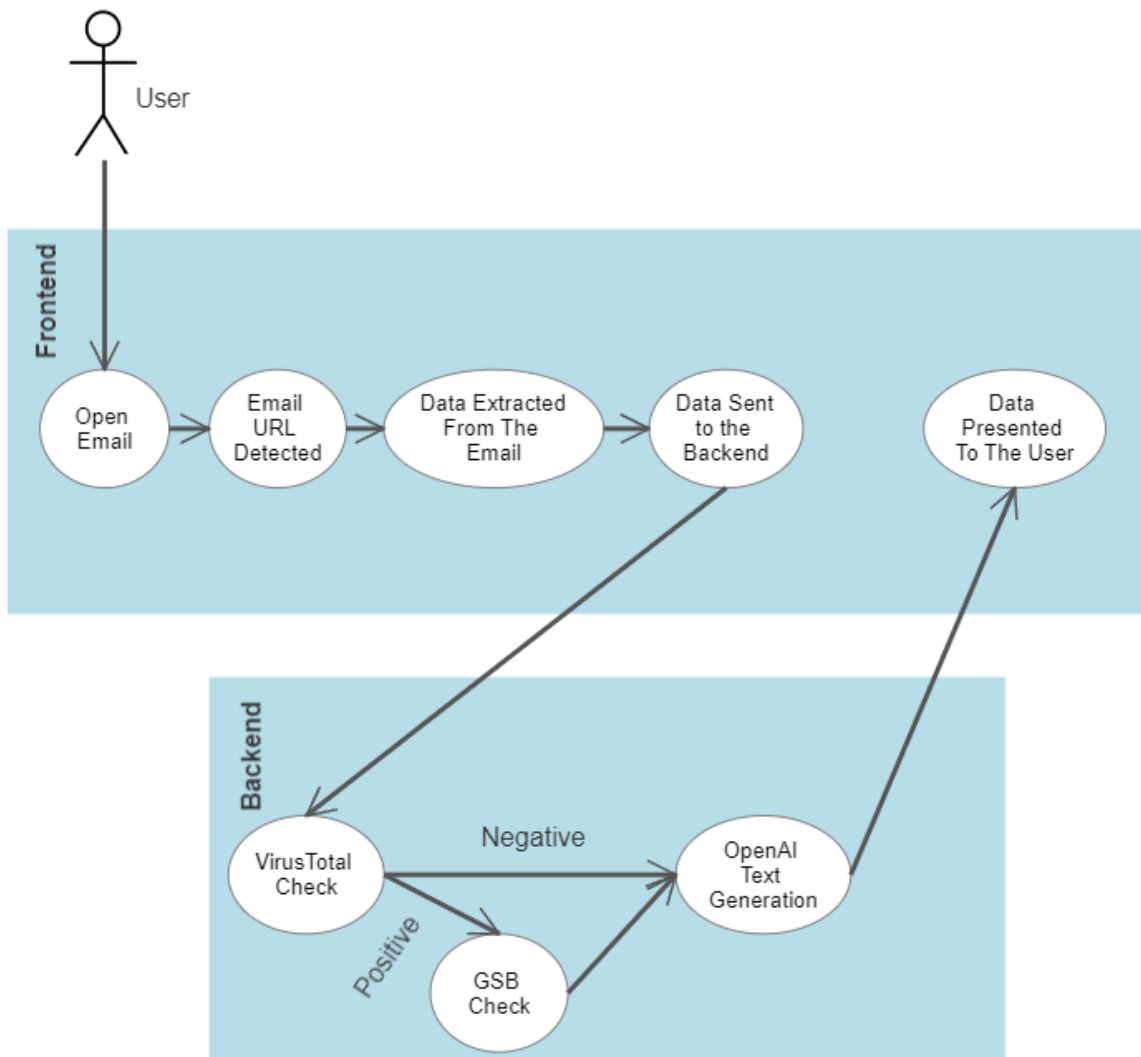 User
Frontend
Open
Email
Email
URL
Detected
Data Extracted
From The
Email
Data Sent
to the
Backend
Data
Presented
To The User
Backend
VirusTotal
Check
Negative
Positive
GSB
Check
OpenAI
Text
Generation